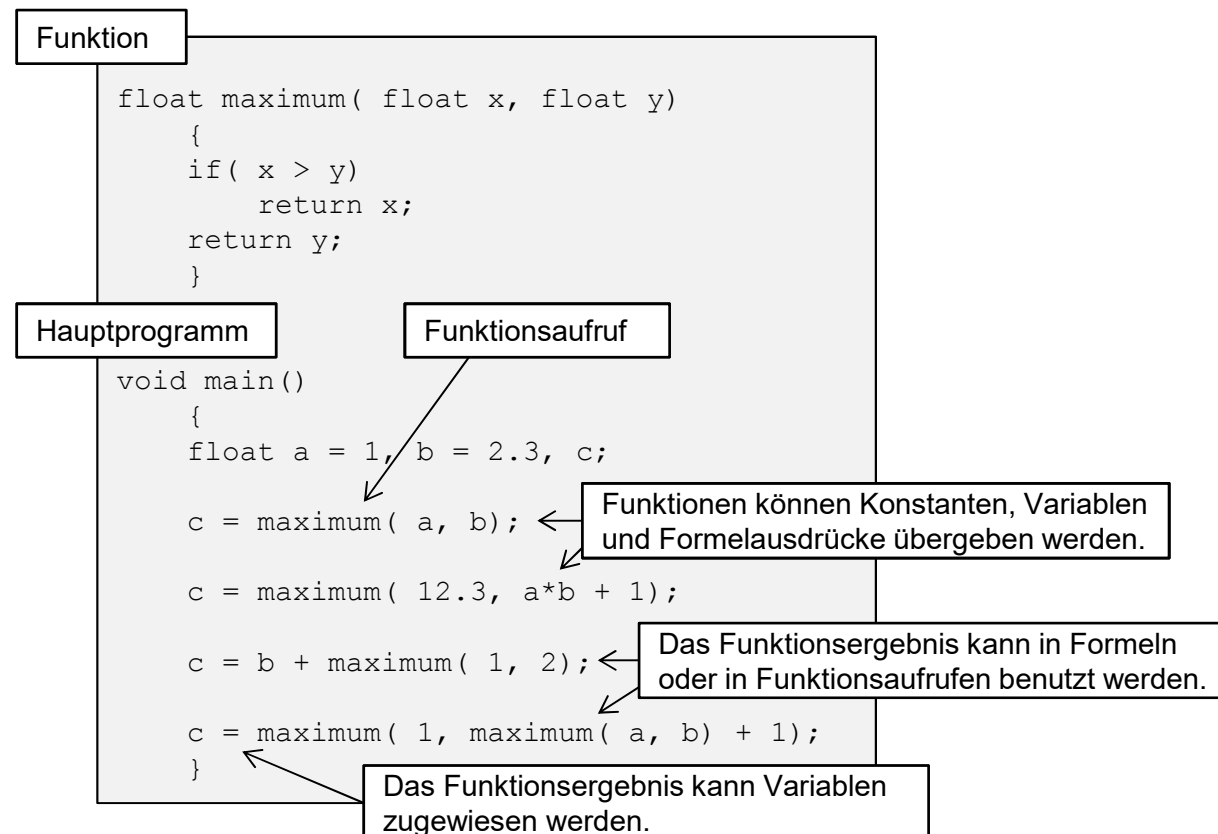 Funktion
float maximum( float x, float y)
{
if( x > y)
return x;
return y;
}
Hauptprogramm
Funktionsaufruf
void main()
{
float a = 1, b = 2.3, c;
c = maximum( a, b);
Funktionen können Konstanten, Variablen
und Formelausdrücke übergeben werden.
c = maximum( 12.3, a*b + 1);
c = b + maximum( 1, 2);
Das Funktionsergebnis kann in Formeln
oder in Funktionsaufrufen benutzt werden.
c = maximum( 1, maximum( a, b) + 1);
}
Das Funktionsergebnis kann Variablen
zugewiesen werden.